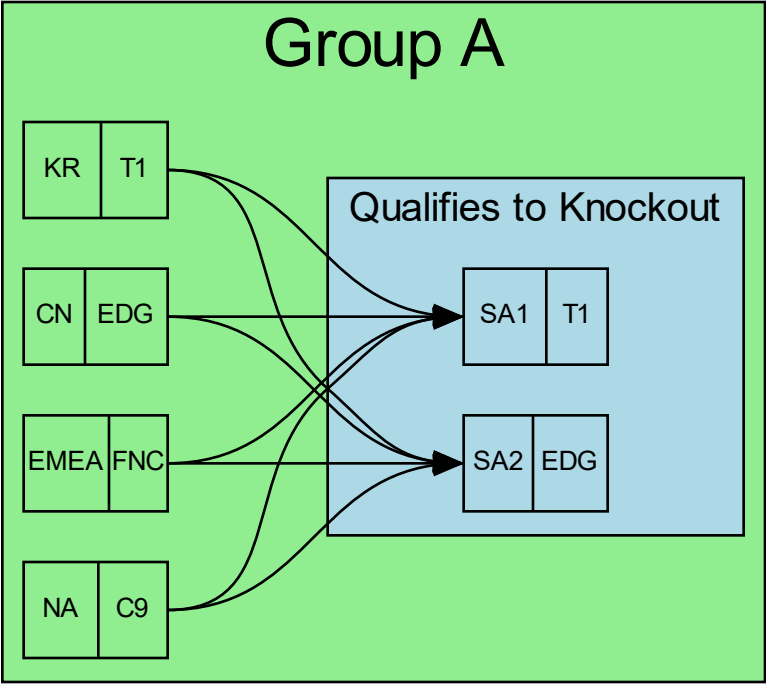 Group A
KR T1
CN EDG
EMEA FNC
NA C9
Qualifies to Knockout
SA1 T1
SA2 EDG